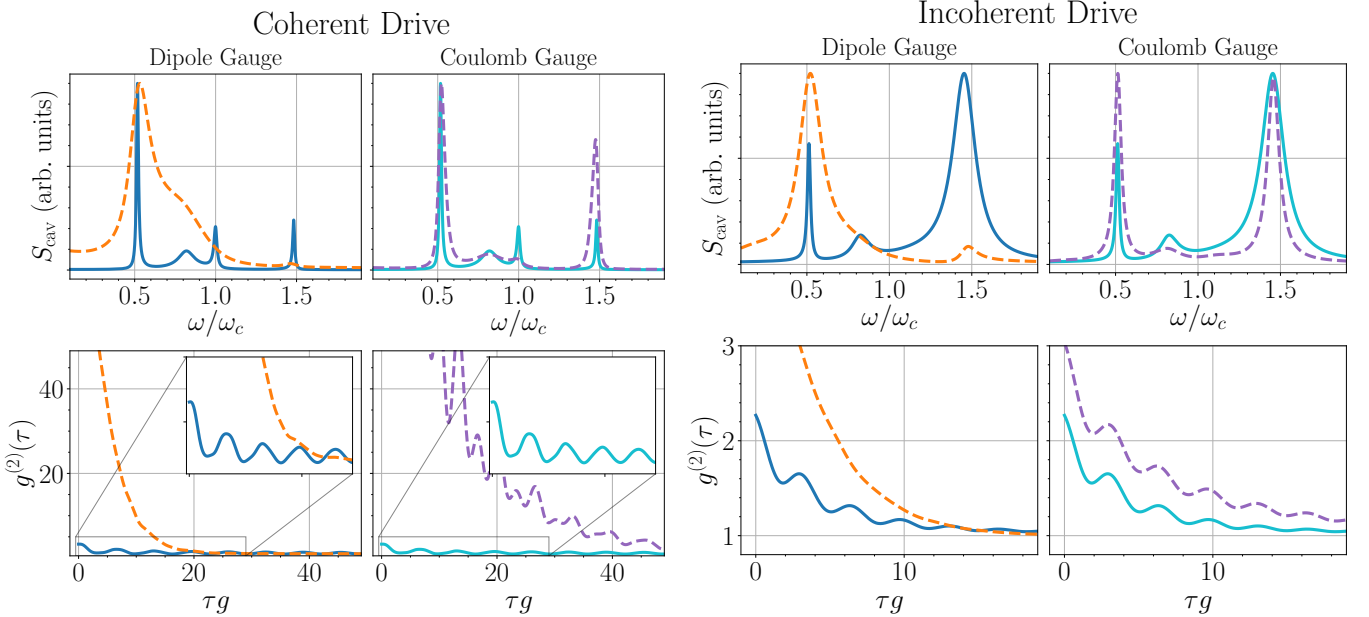 Coherent Drive
Dipole Gauge
Coulomb Gauge
S_cav (arb. units)
0.5 1.0 1.5
ω/ω_c
0.5 1.0 1.5
ω/ω_c
g^(2)(τ)
40
20
0 20 40
τg
0 20 40
τg
Incoherent Drive
Dipole Gauge
Coulomb Gauge
S_cav (arb. units)
0.5 1.0 1.5
ω/ω_c
0.5 1.0 1.5
ω/ω_c
g^(2)(τ)
3
2
1
0 10
τg
0 10
τg